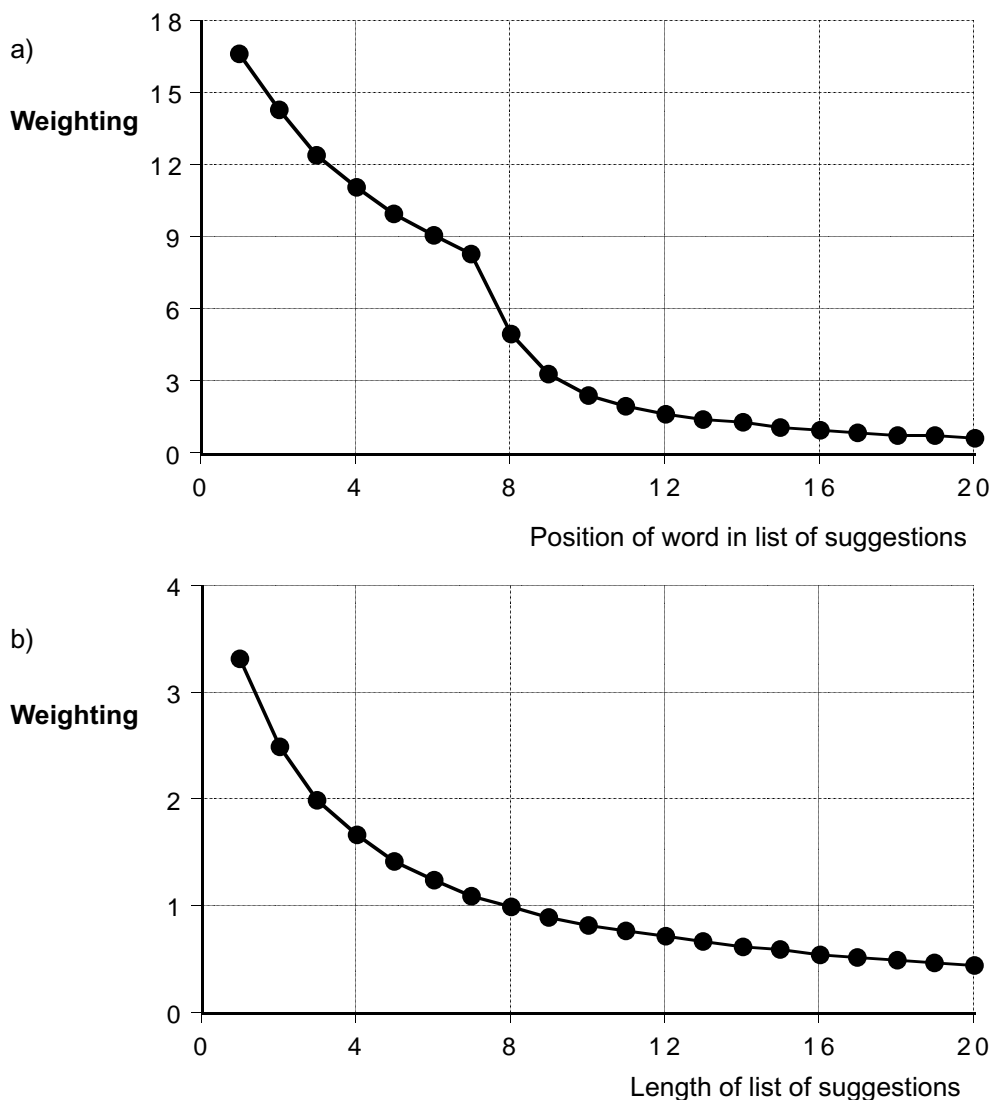 18
a)
15
Weighting
12
9
6
3
0
0 4 8 12 16 20
Position of word in list of suggestions
4
b)
3
Weighting
2
1
0
0 4 8 12 16 20
Length of list of suggestions